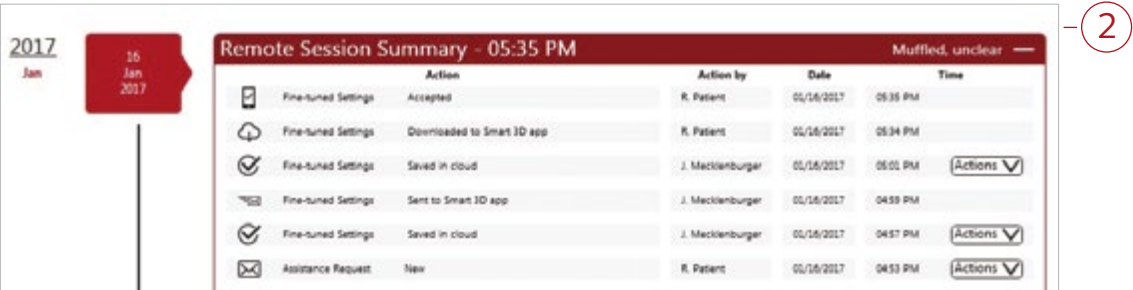 2
2017
Jan
16
Jan
2017
Remote Session Summary - 05:35 PM Muffled, unclear
Action Action by Date Time
Fine-tuned Settings Accepted R. Patient 01/16/2017 05:35 PM
Fine-tuned Settings Downloaded to Smart 3D app R. Patient 01/16/2017 05:34 PM
Fine-tuned Settings Saved in cloud J. Mecklenburger 01/16/2017 05:01 PM Actions
Fine-tuned Settings Sent to Smart 3D app J. Mecklenburger 01/16/2017 04:59 PM
Fine-tuned Settings Saved in cloud J. Mecklenburger 01/16/2017 04:57 PM Actions
Assistance Request New R. Patient 01/16/2017 04:53 PM Actions